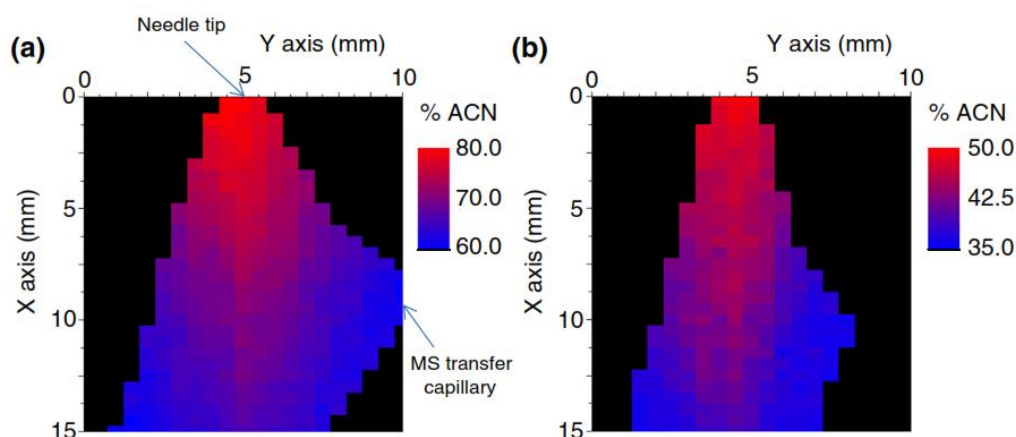 Needle tip
(a)
Y axis (mm)
0 5 10
0
5
10
15
X axis (mm)
% ACN
80.0
70.0
60.0
MS transfer
capillary
(b)
Y axis (mm)
0 5 10
0
5
10
15
X axis (mm)
% ACN
50.0
42.5
35.0